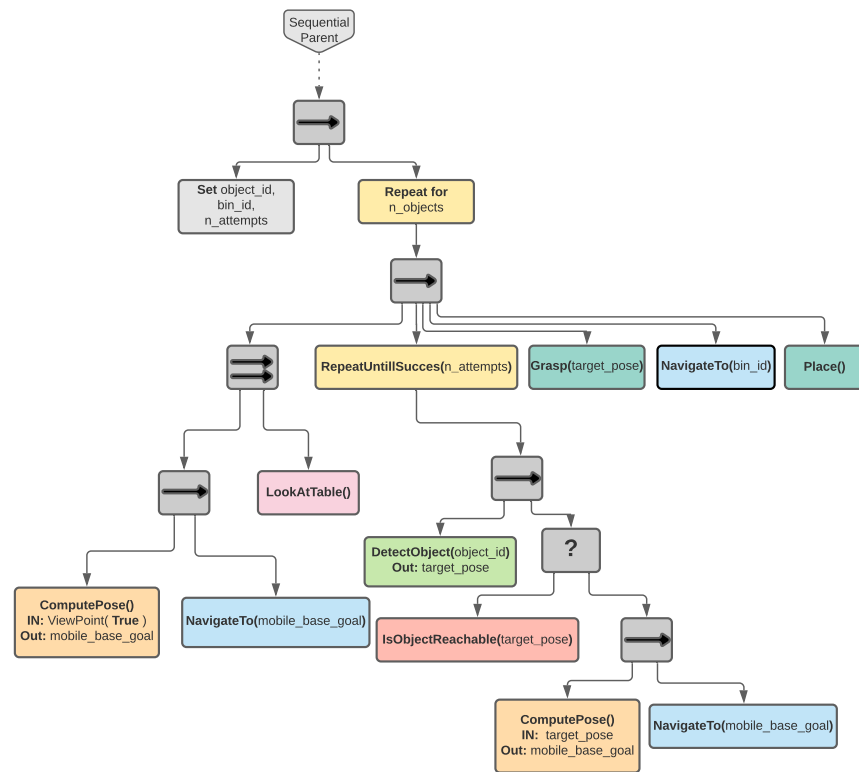 Sequential
Parent
Set object_id,
bin_id,
n_attempts
Repeat for
n_objects
RepeatUntillSucces(n_attempts)
Grasp(target_pose)
NavigateTo(bin_id)
Place()
LookAtTable()
DetectObject(object_id)
Out: target_pose
?
ComputePose()
IN: ViewPoint( True )
Out: mobile_base_goal
NavigateTo(mobile_base_goal)
IsObjectReachable(target_pose)
ComputePose()
IN: target_pose
Out: mobile_base_goal
NavigateTo(mobile_base_goal)